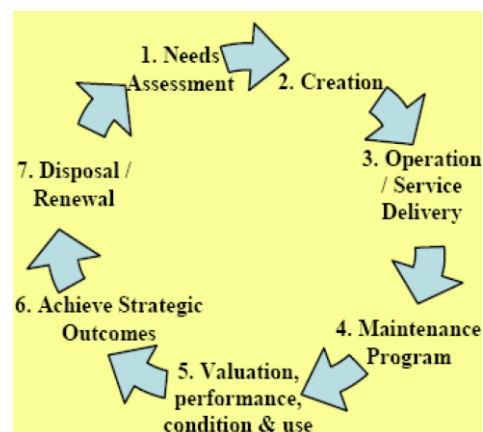 1. Needs
Assessment
2. Creation
3. Operation
/ Service
Delivery
4. Maintenance
Program
5. Valuation,
performance,
condition & use
6. Achieve Strategic
Outcomes
7. Disposal /
Renewal